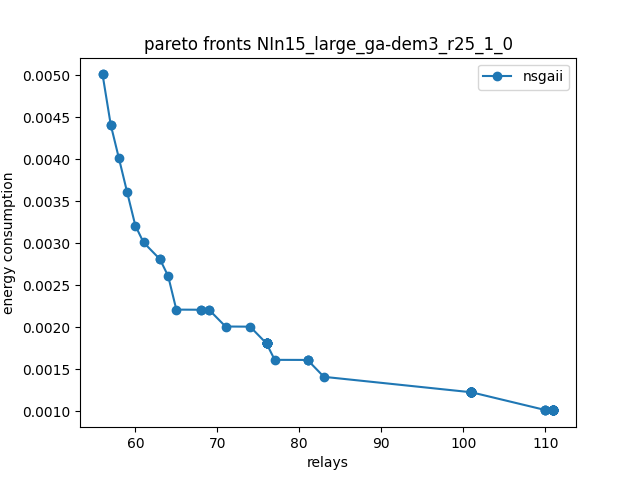 pareto fronts NIn15_large_ga-dem3_r25_1_0
nsgaii
energy consumption
0.0050
0.0045
0.0040
0.0035
0.0030
0.0025
0.0020
0.0015
0.0010
60 70 80 90 100 110
relays